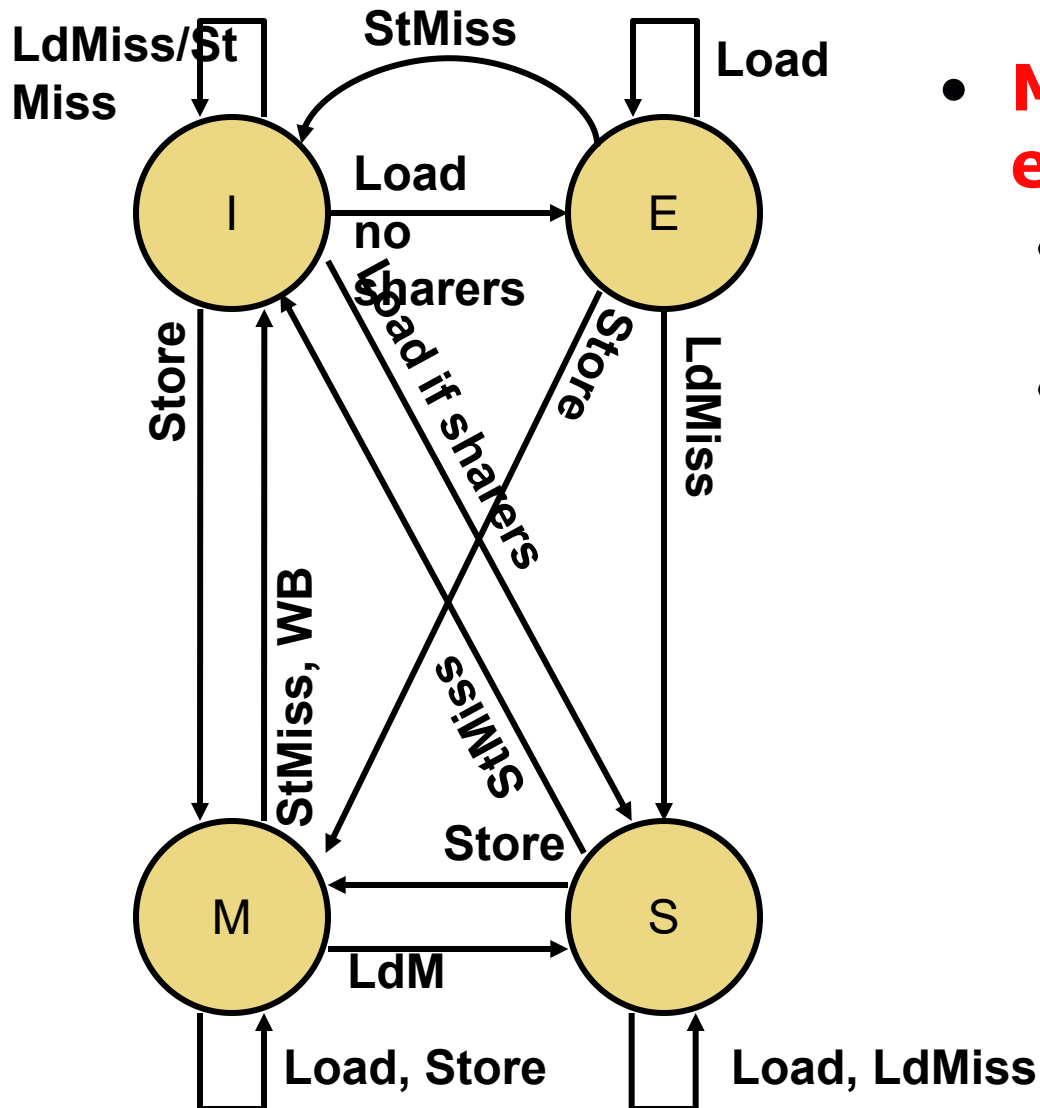 StMiss
LdMiss/St
Miss
Load
• M
e
•
•
I
E
Load
no
sharers
Load if sharers
Store
Store
LdMiss
StMiss, WB
StMiss
Store
M
S
LdM
Load, Store
Load, LdMiss